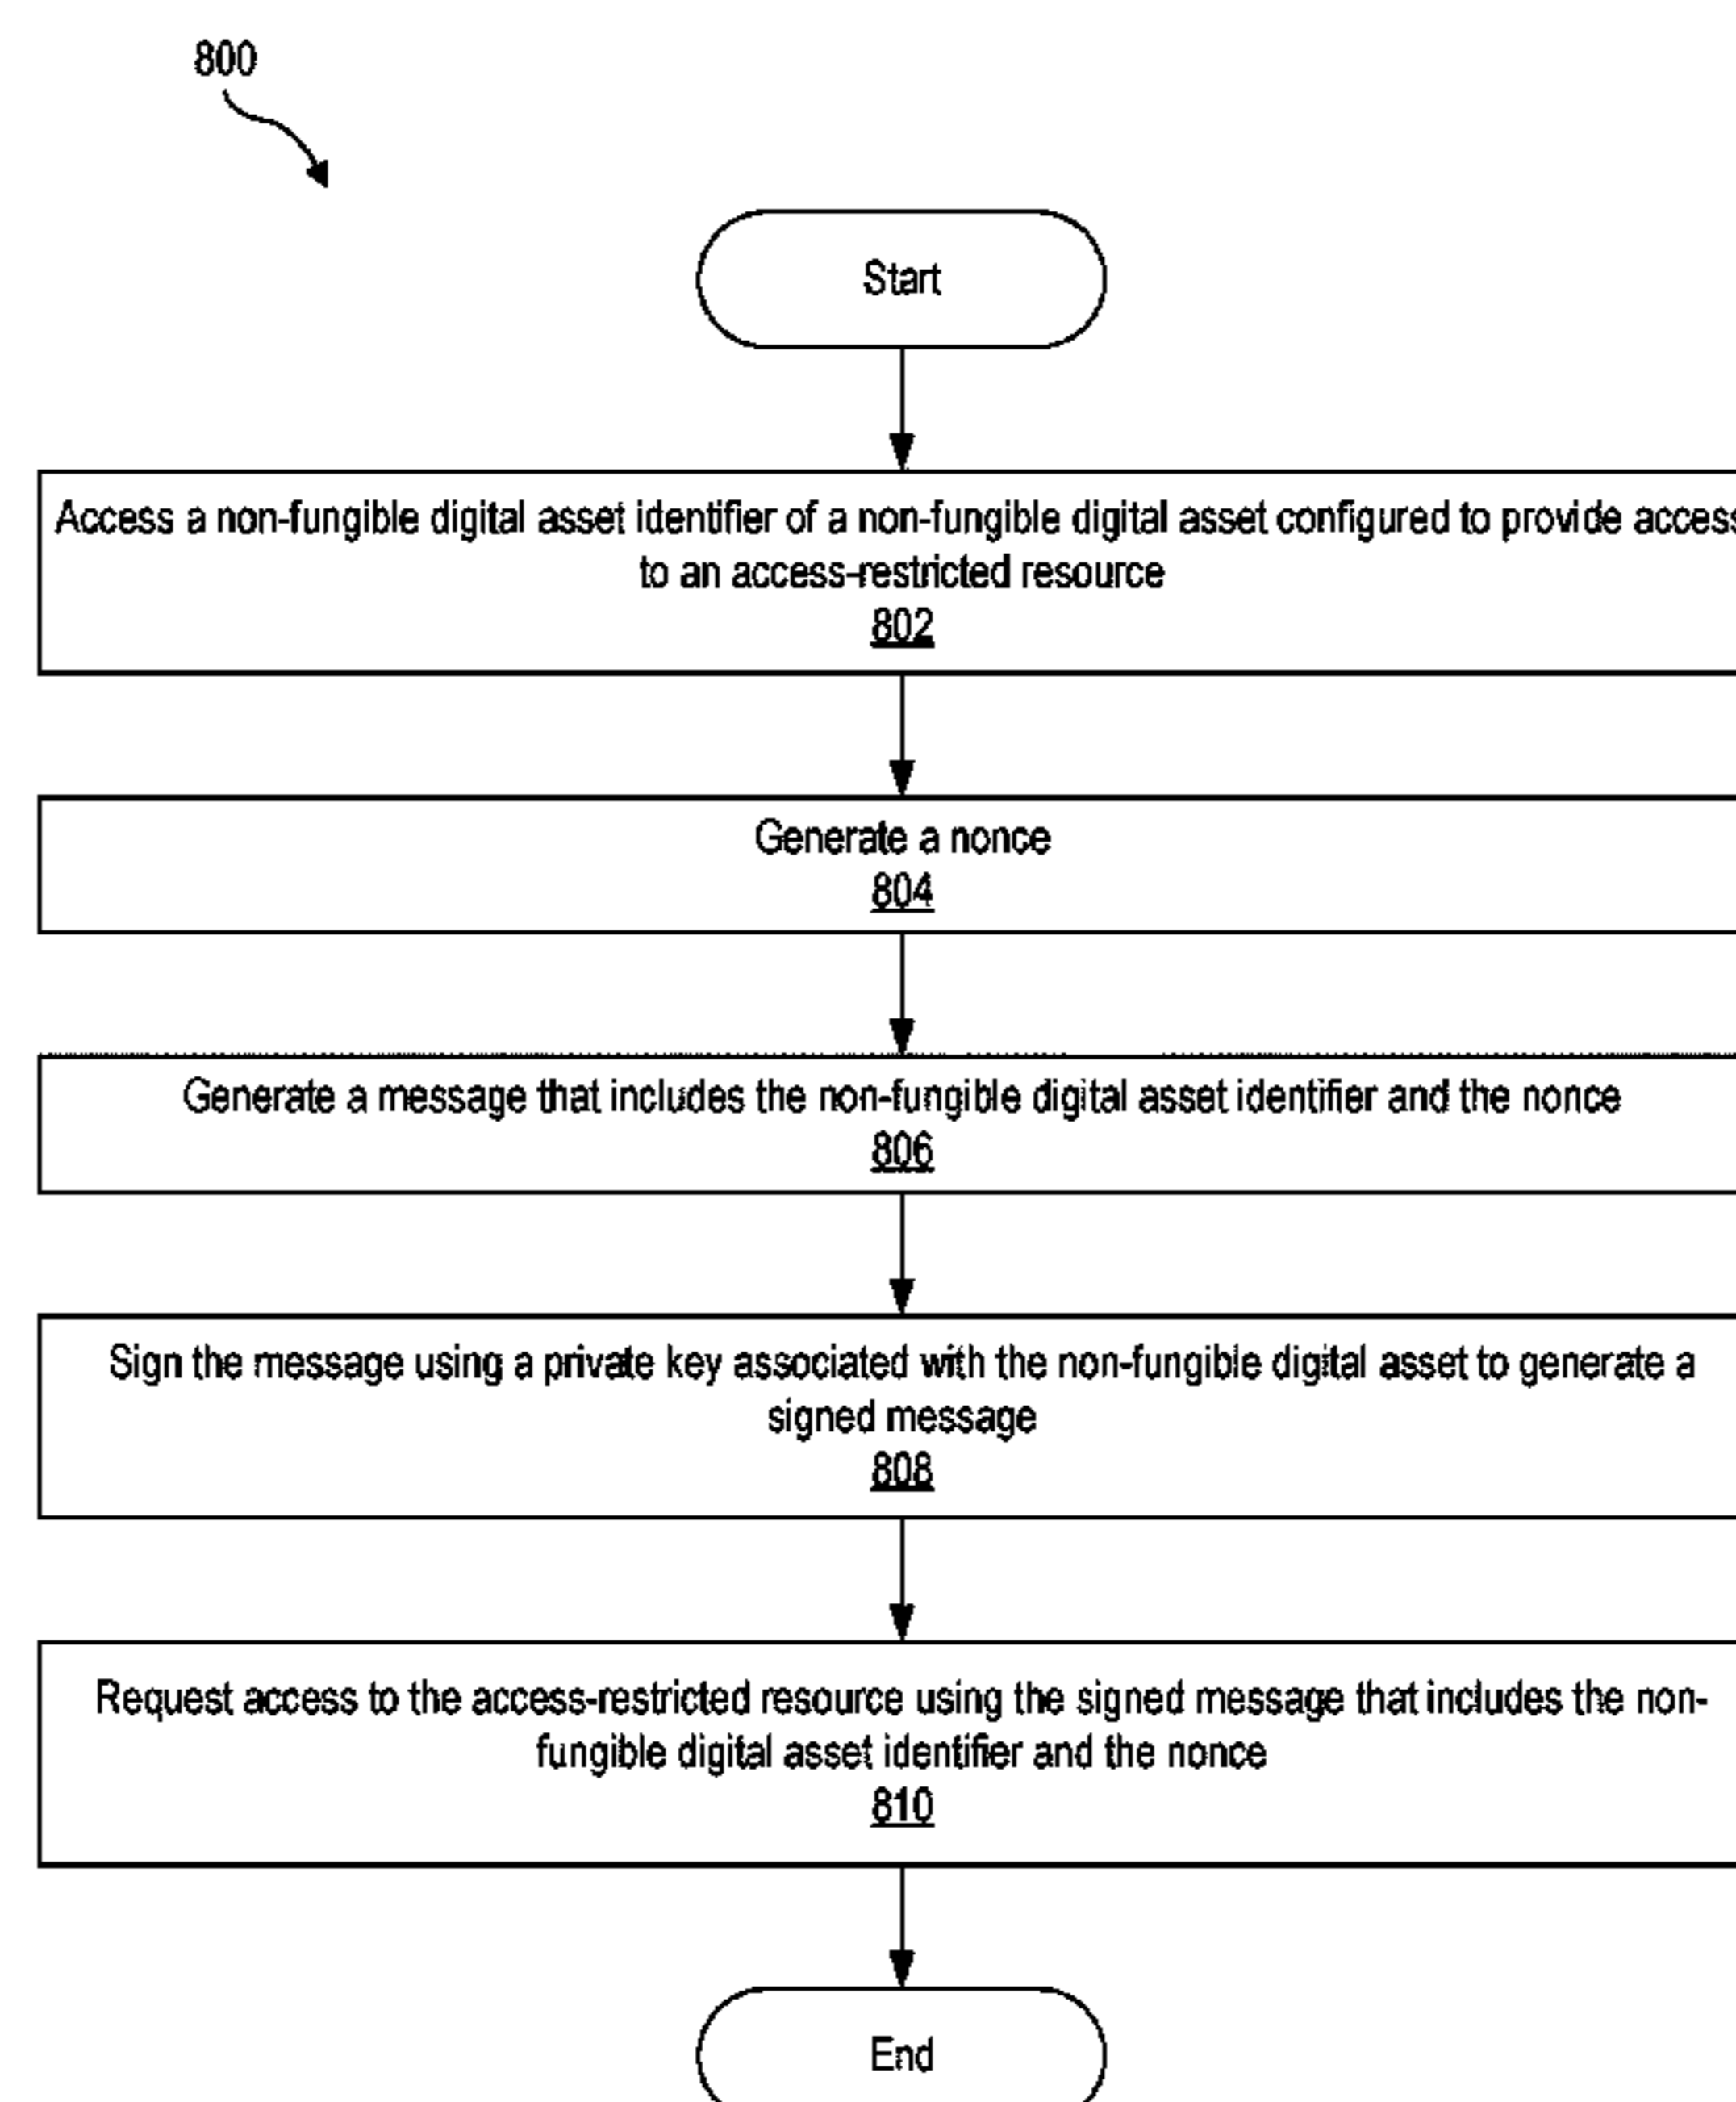 800
Start
Access a non-fungible digital asset identifier of a non-fungible digital asset configured to provide access
to an access-restricted resource
802
Generate a nonce
804
Generate a message that includes the non-fungible digital asset identifier and the nonce
806
Sign the message using a private key associated with the non-fungible digital asset to generate a
signed message
808
Request access to the access-restricted resource using the signed message that includes the non-
fungible digital asset identifier and the nonce
810
End